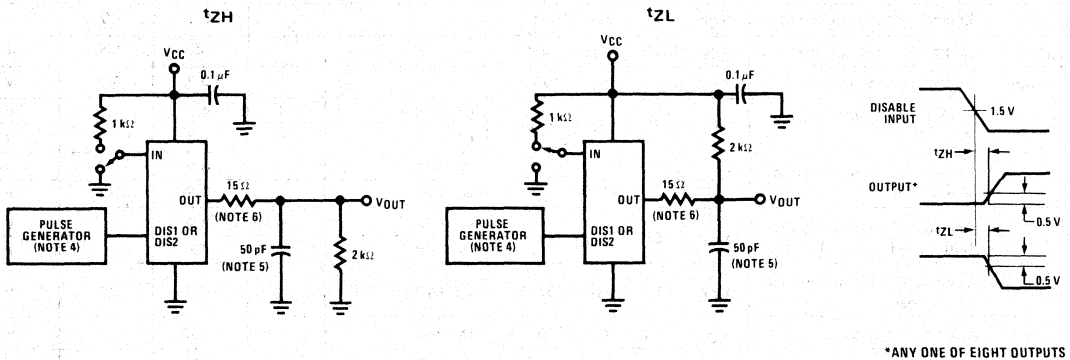 tZH
VCC
0.1 µF
1 kΩ
IN
OUT
15 Ω
(NOTE 6)
VOUT
PULSE
GENERATOR
(NOTE 4)
DIS1 OR
DIS2
50 pF
(NOTE 5)
2 kΩ
tZL
VCC
0.1 µF
1 kΩ
2 kΩ
IN
OUT
15 Ω
(NOTE 6)
VOUT
PULSE
GENERATOR
(NOTE 4)
DIS1 OR
DIS2
50 pF
(NOTE 5)
DISABLE
INPUT
1.5 V
tZH
OUTPUT*
0.5 V
tZL
0.5 V
*ANY ONE OF EIGHT OUTPUTS